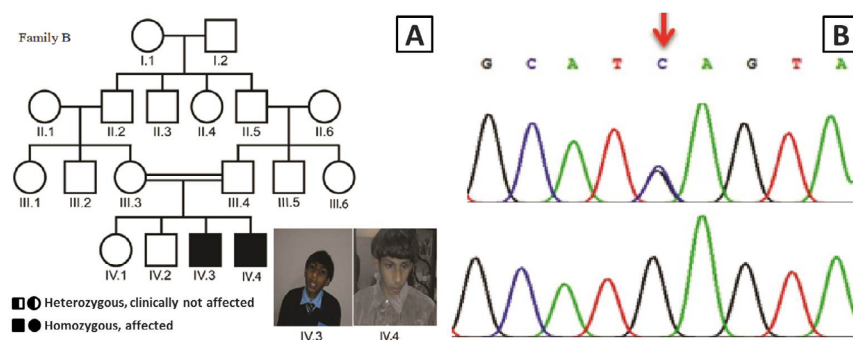 Family B
A
I.1 I.2
II.1 II.2 II.3 II.4 II.5 II.6
III.1 III.2 III.3 III.4 III.5 III.6
IV.1 IV.2 IV.3 IV.4
Heterozygous, clinically not affected
Homozygous, affected
IV.3 IV.4
B
G C A T C A G T A